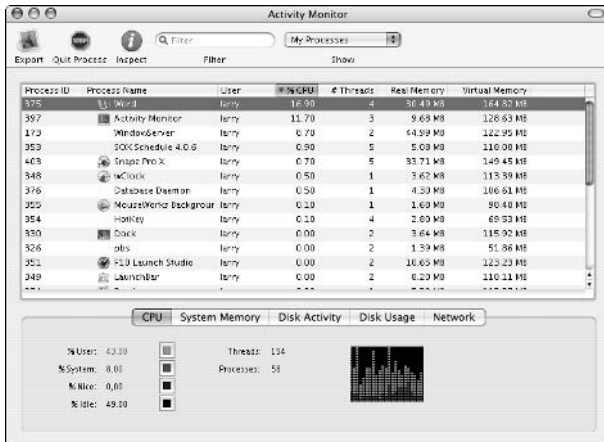 Activity Monitor
Filter
My Processes
Export Quit Process Inspect Filter Show
Process ID Process Name User % CPU # Threads Real Memory Virtual Memory
375 Word larry 16.90 4 30.49 MB 164.82 MB
397 Activity Monitor larry 11.70 3 9.68 MB 128.63 MB
173 WindowServer larry 8.70 2 44.99 MB 122.95 MB
353 SOX Schedule 4.0.6 larry 0.90 5 5.08 MB 118.00 MB
403 Snapz Pro X larry 0.70 5 33.71 MB 149.45 MB
348 wClock larry 0.50 1 3.62 MB 113.39 MB
376 Database Daemon larry 0.50 1 4.30 MB 106.61 MB
355 MouseWorks Backgrour larry 0.10 1 1.60 MB 90.40 MB
354 HotKey larry 0.10 4 2.80 MB 69.53 MB
330 Dock larry 0.00 2 3.64 MB 115.92 MB
326 pbs larry 0.00 2 1.39 MB 51.86 MB
351 F10 Launch Studio larry 0.00 2 10.65 MB 123.23 MB
349 LaunchBar larry 0.00 2 8.20 MB 110.11 MB
CPU System Memory Disk Activity Disk Usage Network
% User: 43.00 Threads: 154
% System: 8.00 Processes: 58
% Nice: 0,00
% Idle: 49.00